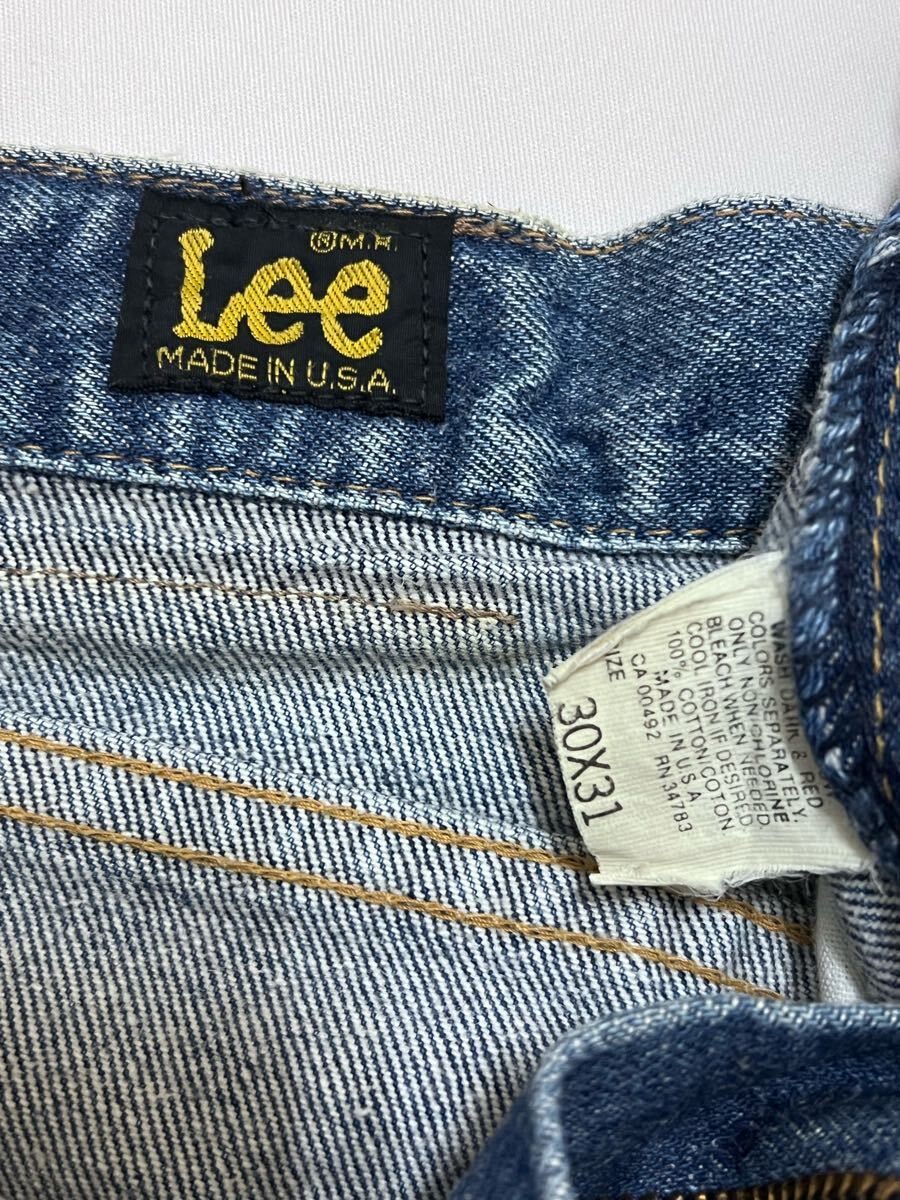 ®M.R.
Lee
MADE IN U.S.A.
WASH DARK & RED
COLORS SEPARATELY.
ONLY NON-CHLORINE
BLEACH WHEN NEEDED.
COOL IRON IF DESIRED
100% COTTON/COTON
MADE IN U.S.A.
CA 00492 RN 34783
IZE
30X31